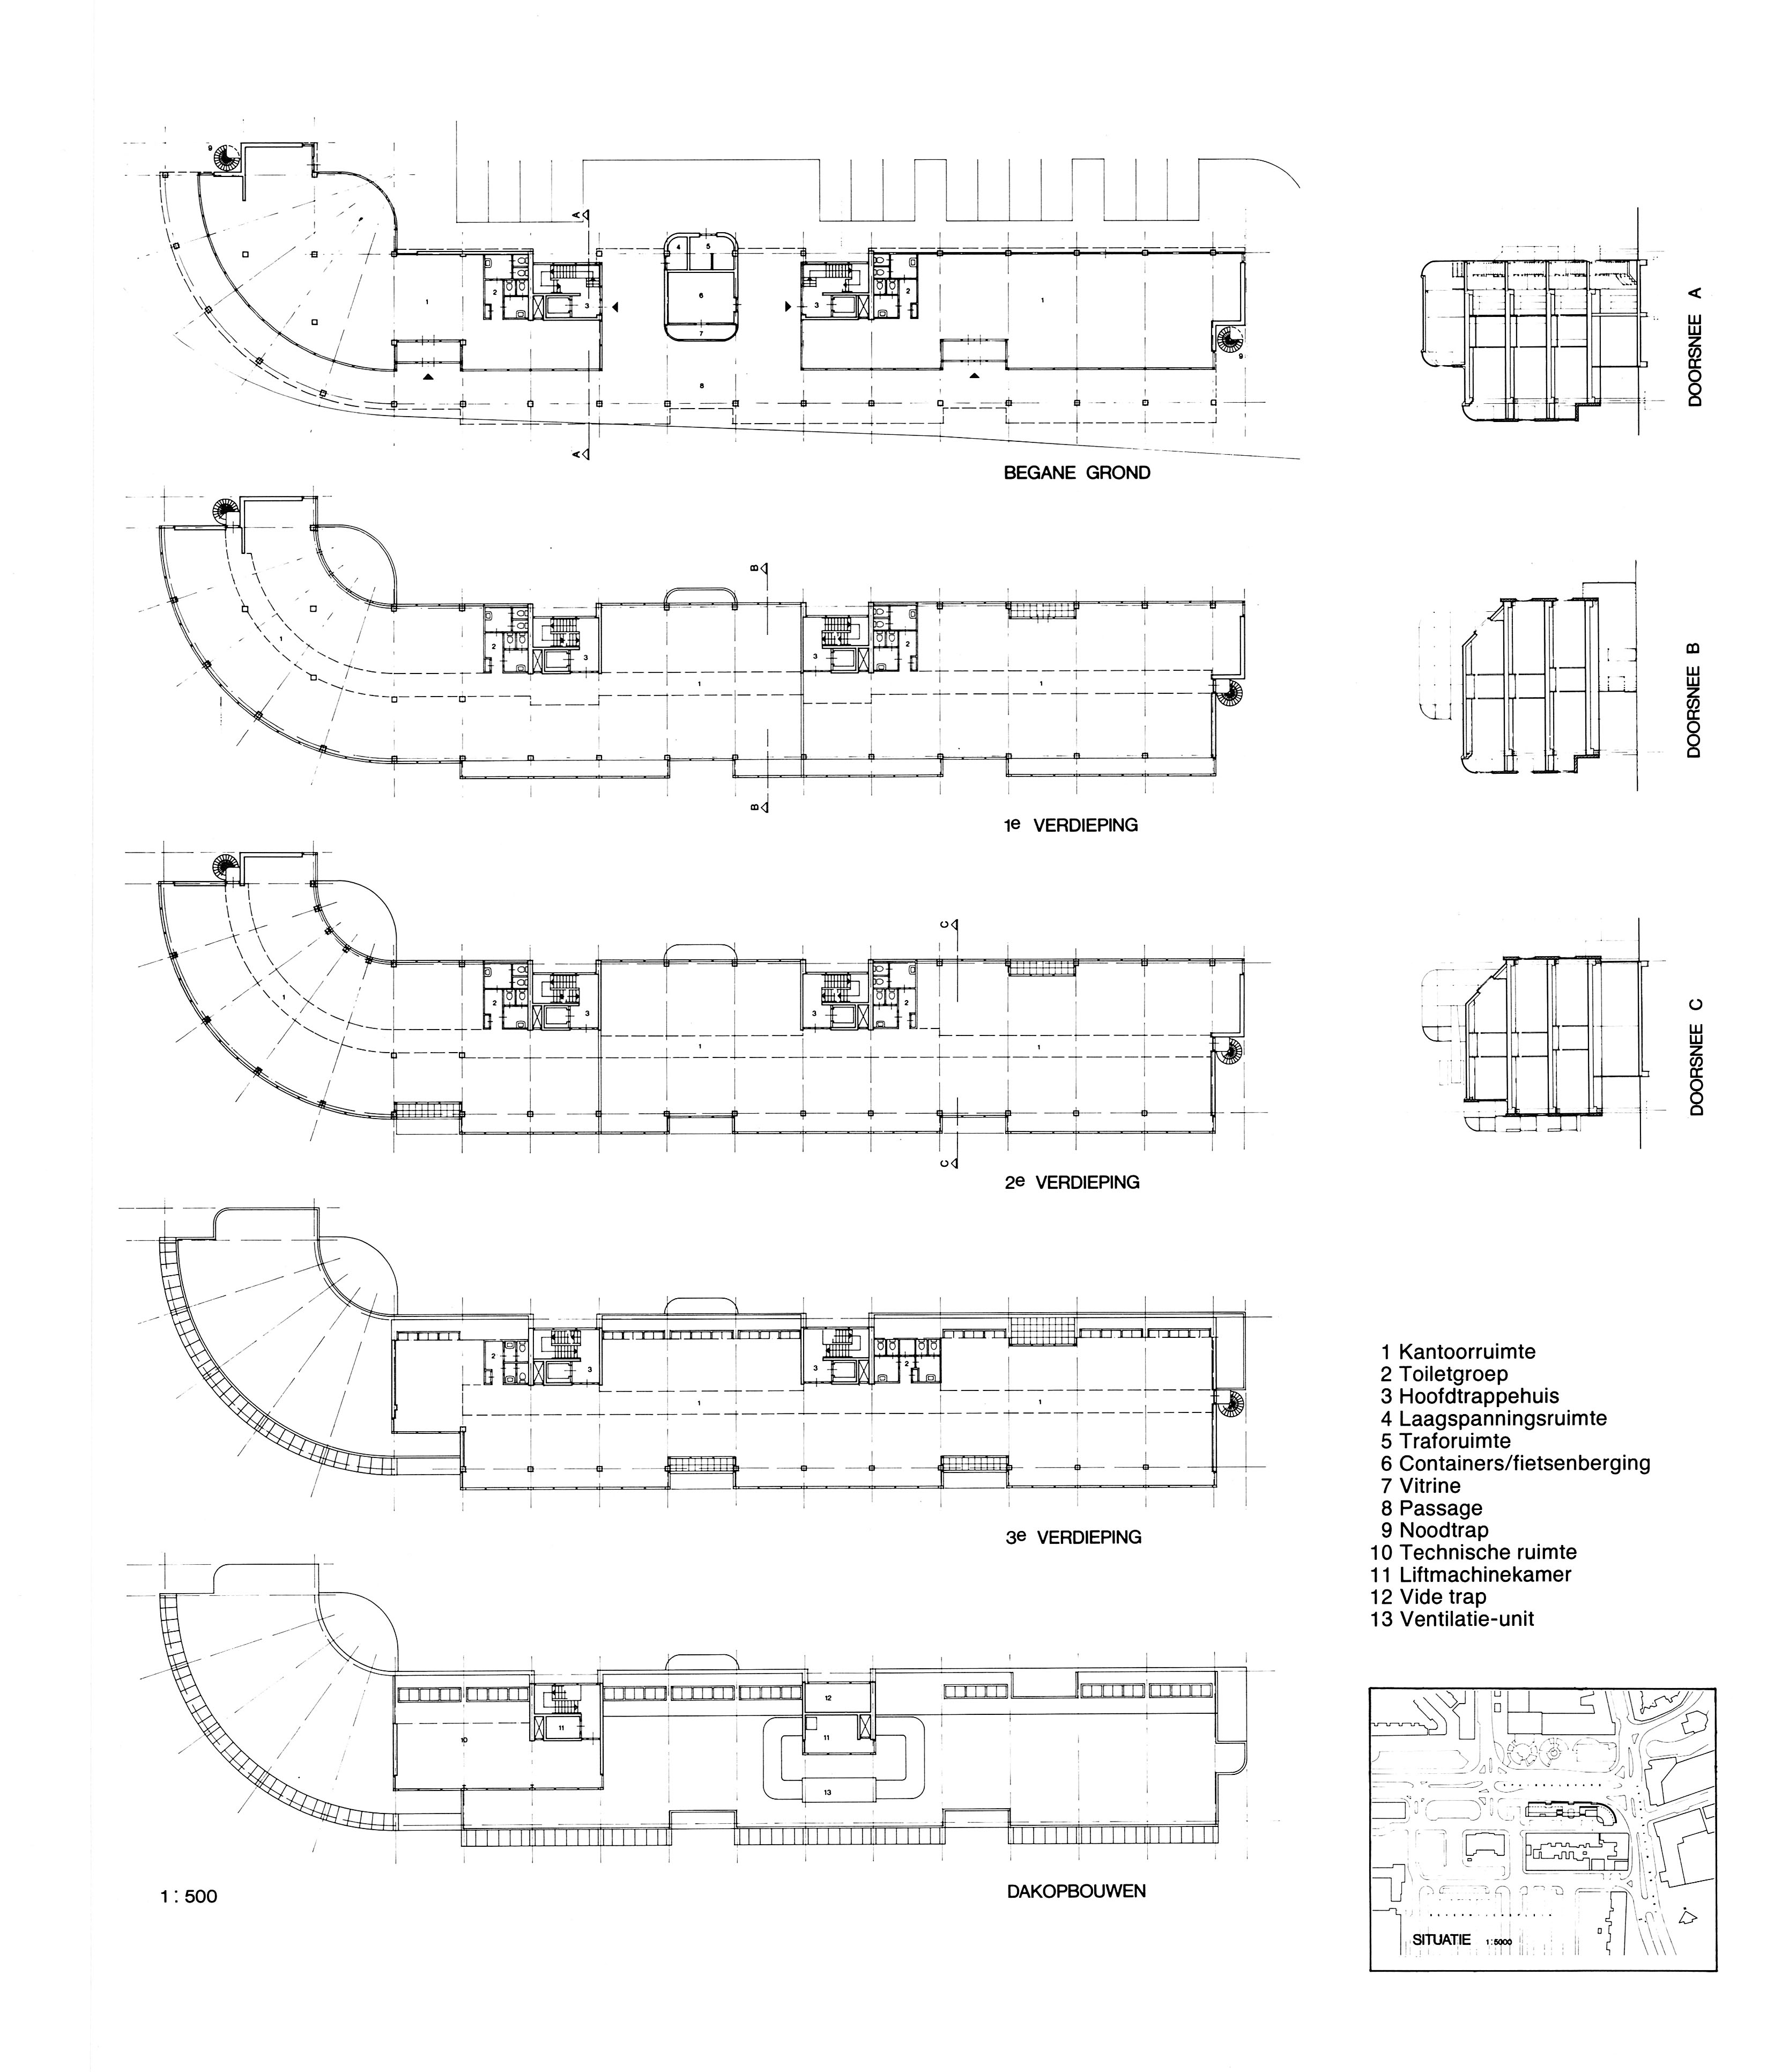 9
A
4
5
1
2
3
6
7
3
2
1
9
8
A
BEGANE GROND
DOORSNEE A
B
1
2
3
1
3
2
1
B
1e VERDIEPING
DOORSNEE B
C
1
2
3
1
3
2
1
C
2e VERDIEPING
DOORSNEE C
2
3
1
3
2
1
3e VERDIEPING
1 Kantoorruimte
2 Toiletgroep
3 Hoofdtrappehuis
4 Laagspanningsruimte
5 Traforuimte
6 Containers/fietsenberging
7 Vitrine
8 Passage
9 Noodtrap
10 Technische ruimte
11 Liftmachinekamer
12 Vide trap
13 Ventilatie-unit
10
11
12
11
13
DAKOPBOUWEN
1 : 500
SITUATIE 1:5000